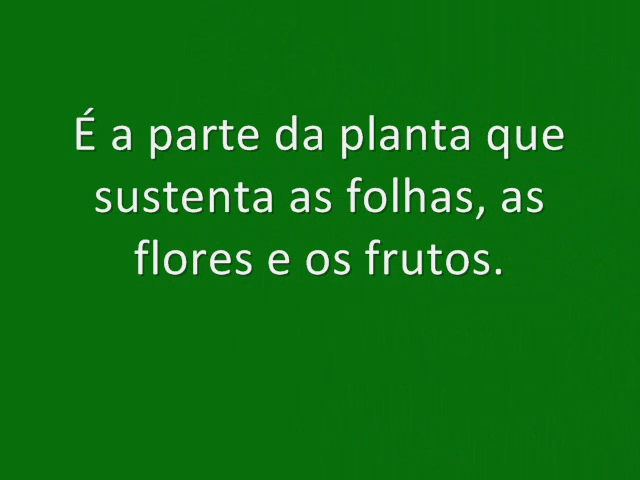 É a parte da planta que
sustenta as folhas, as
flores e os frutos.